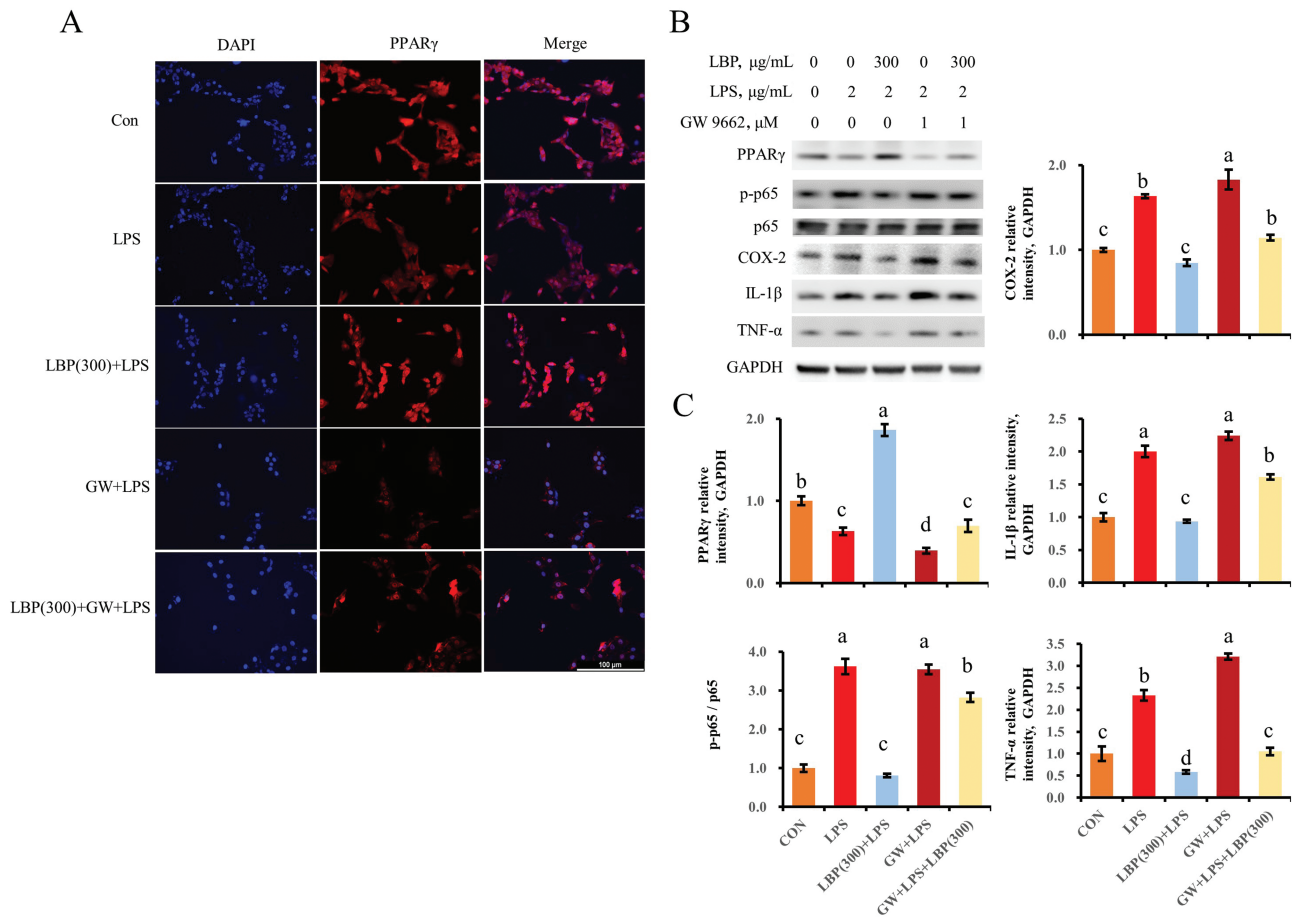 A
DAPI PPARγ Merge
Con
LPS
LBP(300)+LPS
GW+LPS
LBP(300)+GW+LPS
100 μm
B
LBP, μg/mL 0 0 300 0 300
LPS, μg/mL 0 2 2 2 2
GW 9662, μM 0 0 0 1 1
PPARγ
p-p65
p65
COX-2
IL-1β
TNF-α
GAPDH
COX-2 relative
intensity, GAPDH
2.0
1.0
0.0
c b c a b
C
PPARγ relative
intensity, GAPDH
2.0
1.0
0.0
b c a d c
IL-1β relative intensity,
GAPDH
2.5
2.0
1.5
1.0
0.5
0.0
c a c a b
p-p65 / p65
4.0
3.0
2.0
1.0
0.0
c a c a b
CON LPS LBP(300)+LPS GW+LPS GW+LPS+LBP(300)
TNF-α relative
intensity, GAPDH
3.5
3.0
2.5
2.0
1.5
1.0
0.5
0.0
c b d a c
CON LPS LBP(300)+LPS GW+LPS GW+LPS+LBP(300)